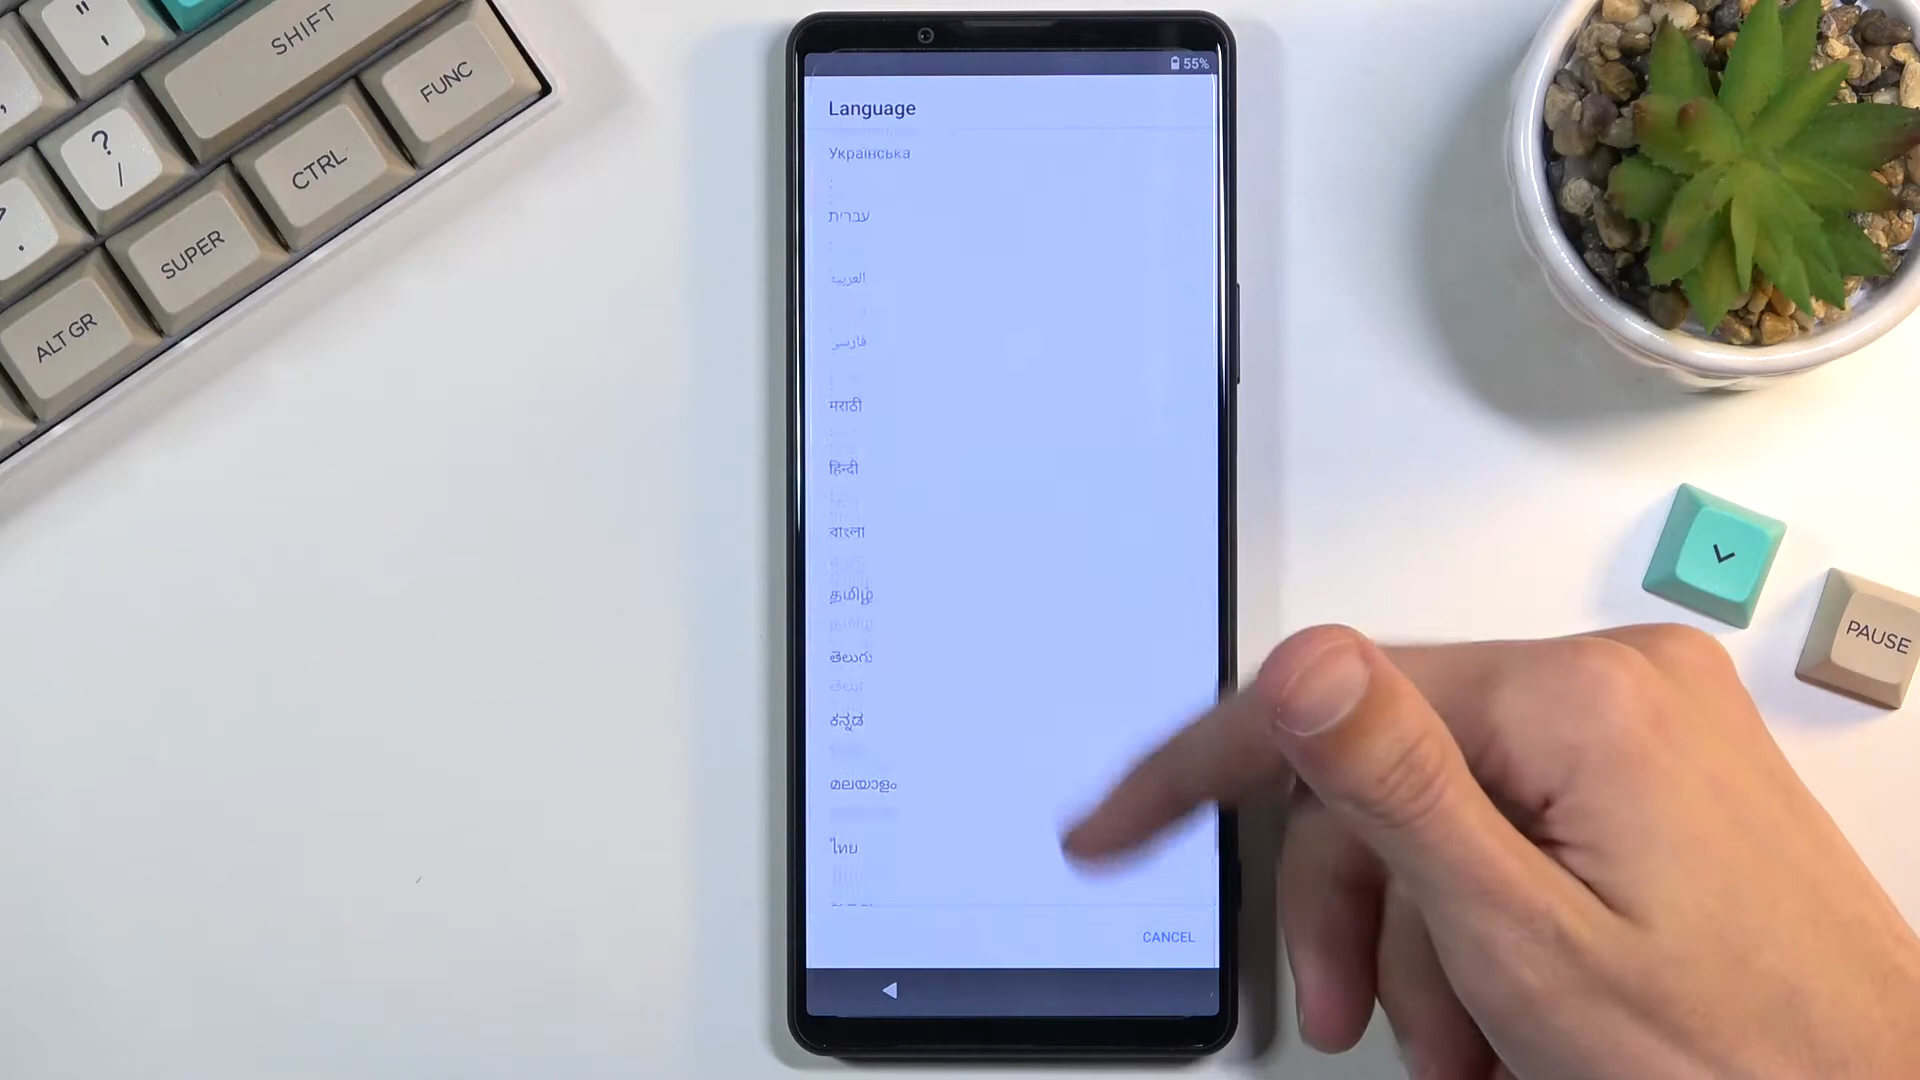 "
'
SHIFT
FUNC
?
/
CTRL
SUPER
ALT GR
55%
Language
Українська
עברית
العربية
فارسی
मराठी
हिन्दी
বাংলা
தமிழ்
తెలుగు
ಕನ್ನಡ
മലയാളം
ไทย
CANCEL
PAUSE